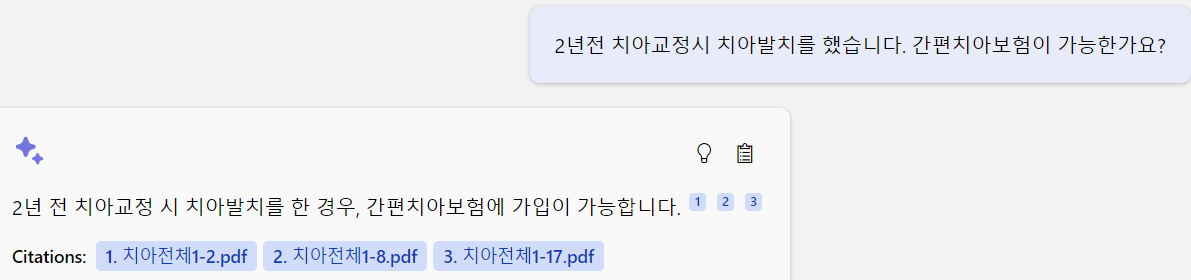 2년전 치아교정시 치아발치를 했습니다. 간편치아보험이 가능한가요?
2년 전 치아교정 시 치아발치를 한 경우, 간편치아보험에 가입이 가능합니다. 1 2 3
Citations: 1. 치아전체1-2.pdf 2. 치아전체1-8.pdf 3. 치아전체1-17.pdf